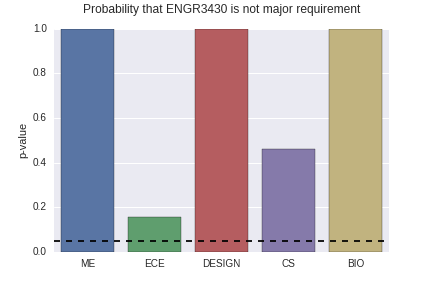 Probability that ENGR3430 is not major requirement
1.0
0.8
0.6
0.4
0.2
0.0
p-value
ME ECE DESIGN CS BIO